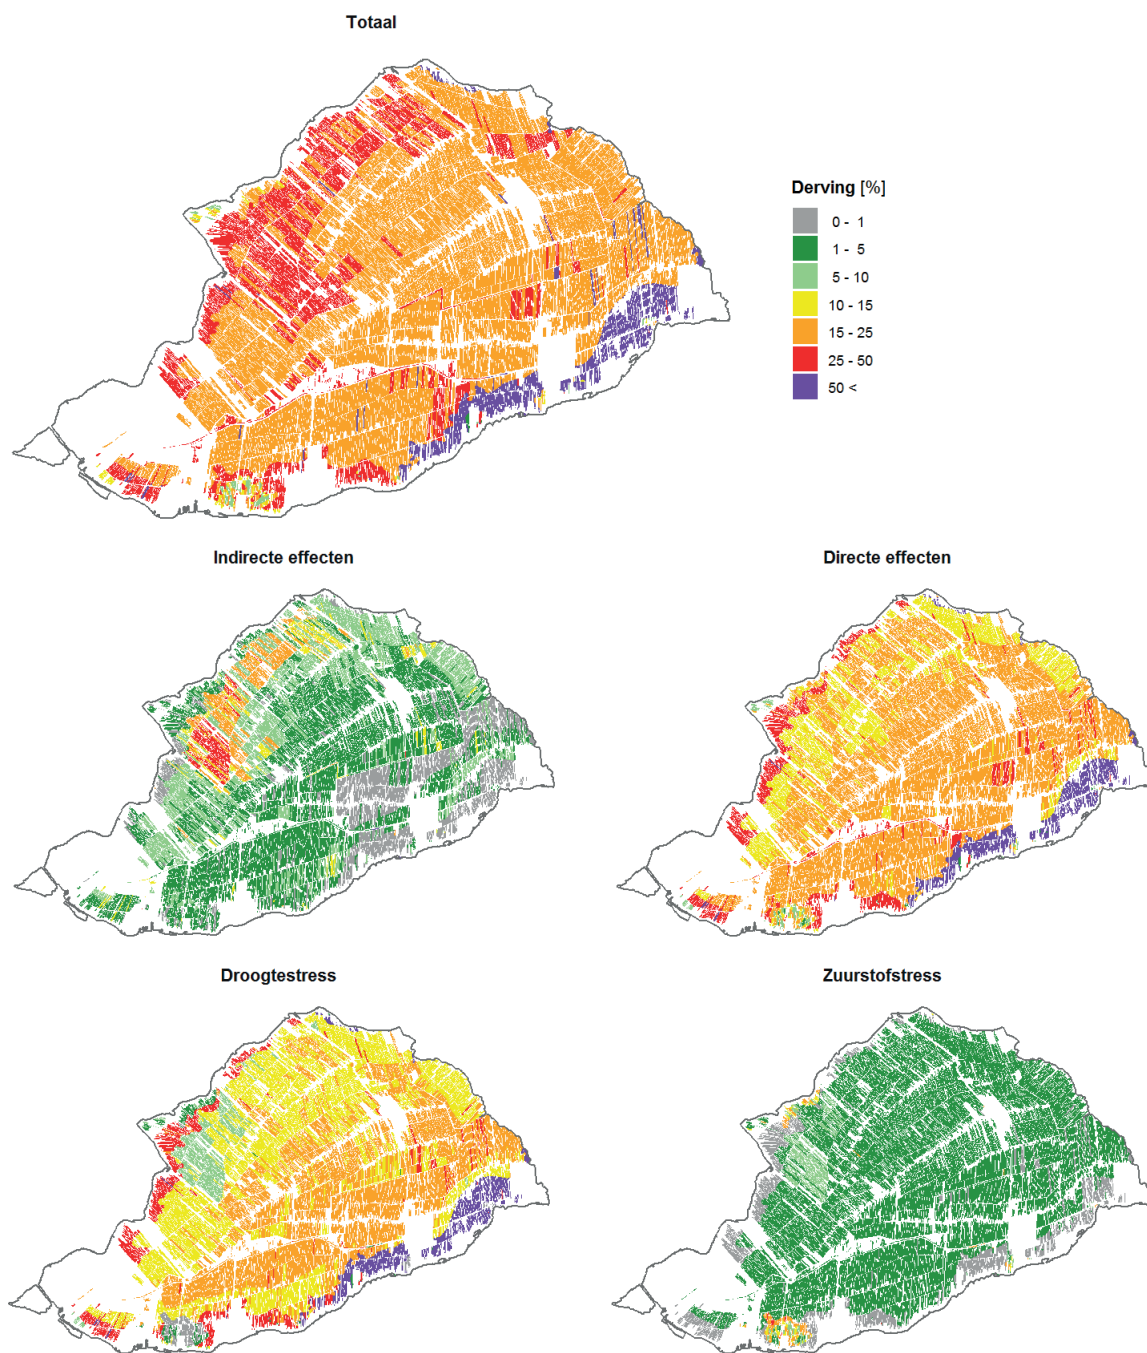 Totaal
Derving [%]
0 - 1
1 - 5
5 - 10
10 - 15
15 - 25
25 - 50
50 <
Indirecte effecten
Directe effecten
Droogtestress
Zuurstofstress